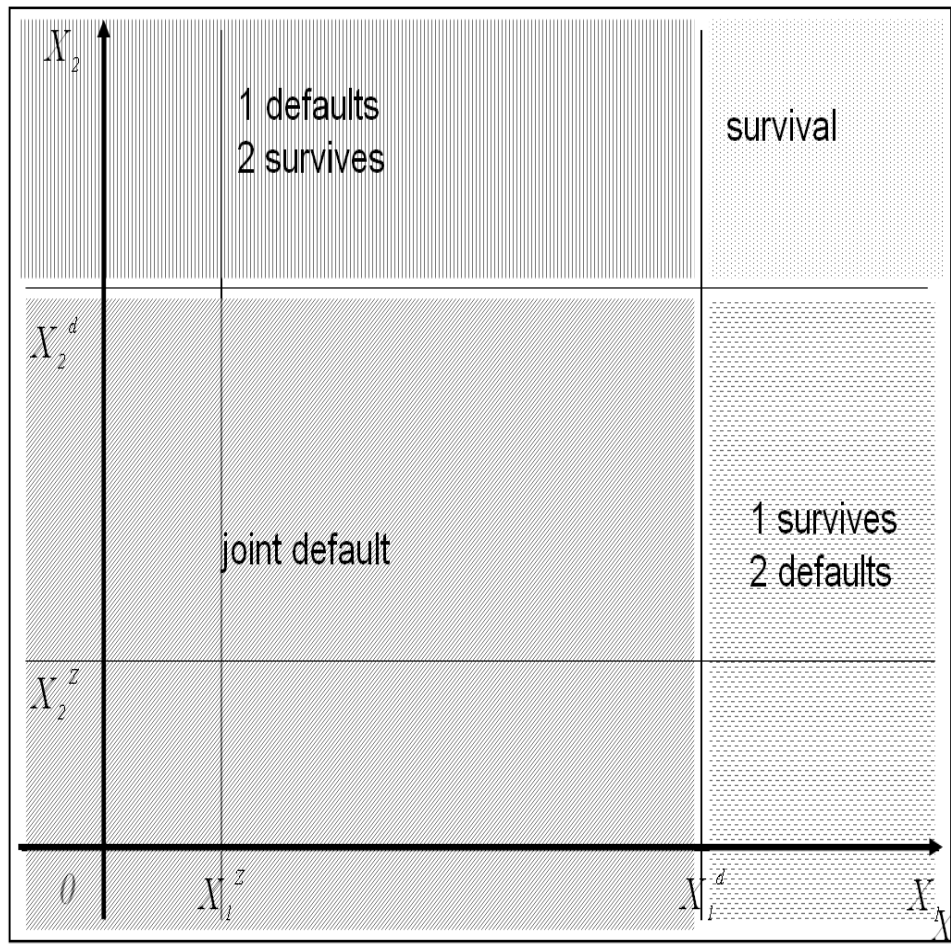 X₂
1 defaults
2 survives
survival
X₂ᵈ
joint default
1 survives
2 defaults
X₂ᶻ
0
X₁ᶻ
X₁ᵈ
X₁
X